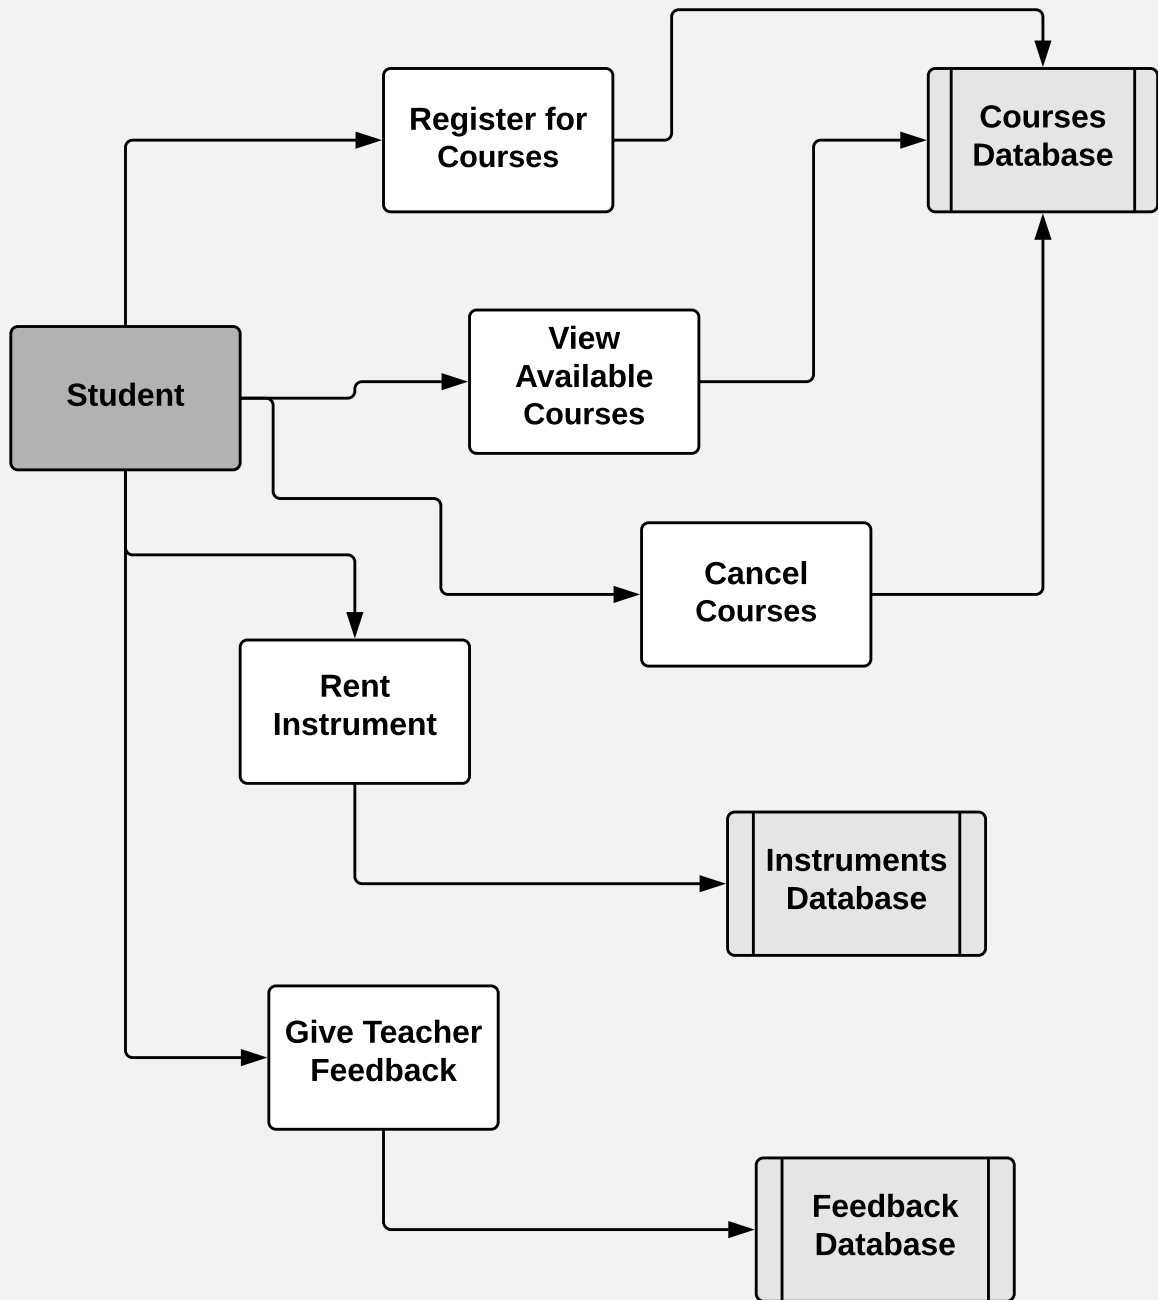 Register for
Courses
Courses
Database
View
Available
Courses
Student
Cancel
Courses
Rent
Instrument
Instruments
Database
Give Teacher
Feedback
Feedback
Database